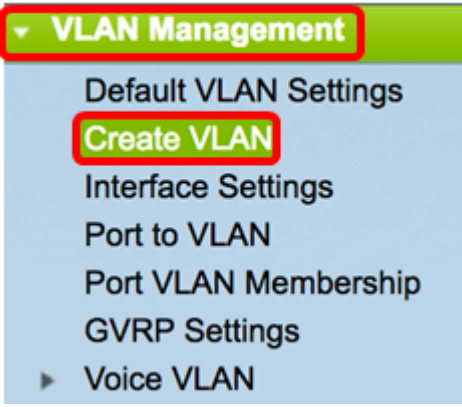 VLAN Management
Default VLAN Settings
Create VLAN
Interface Settings
Port to VLAN
Port VLAN Membership
GVRP Settings
Voice VLAN